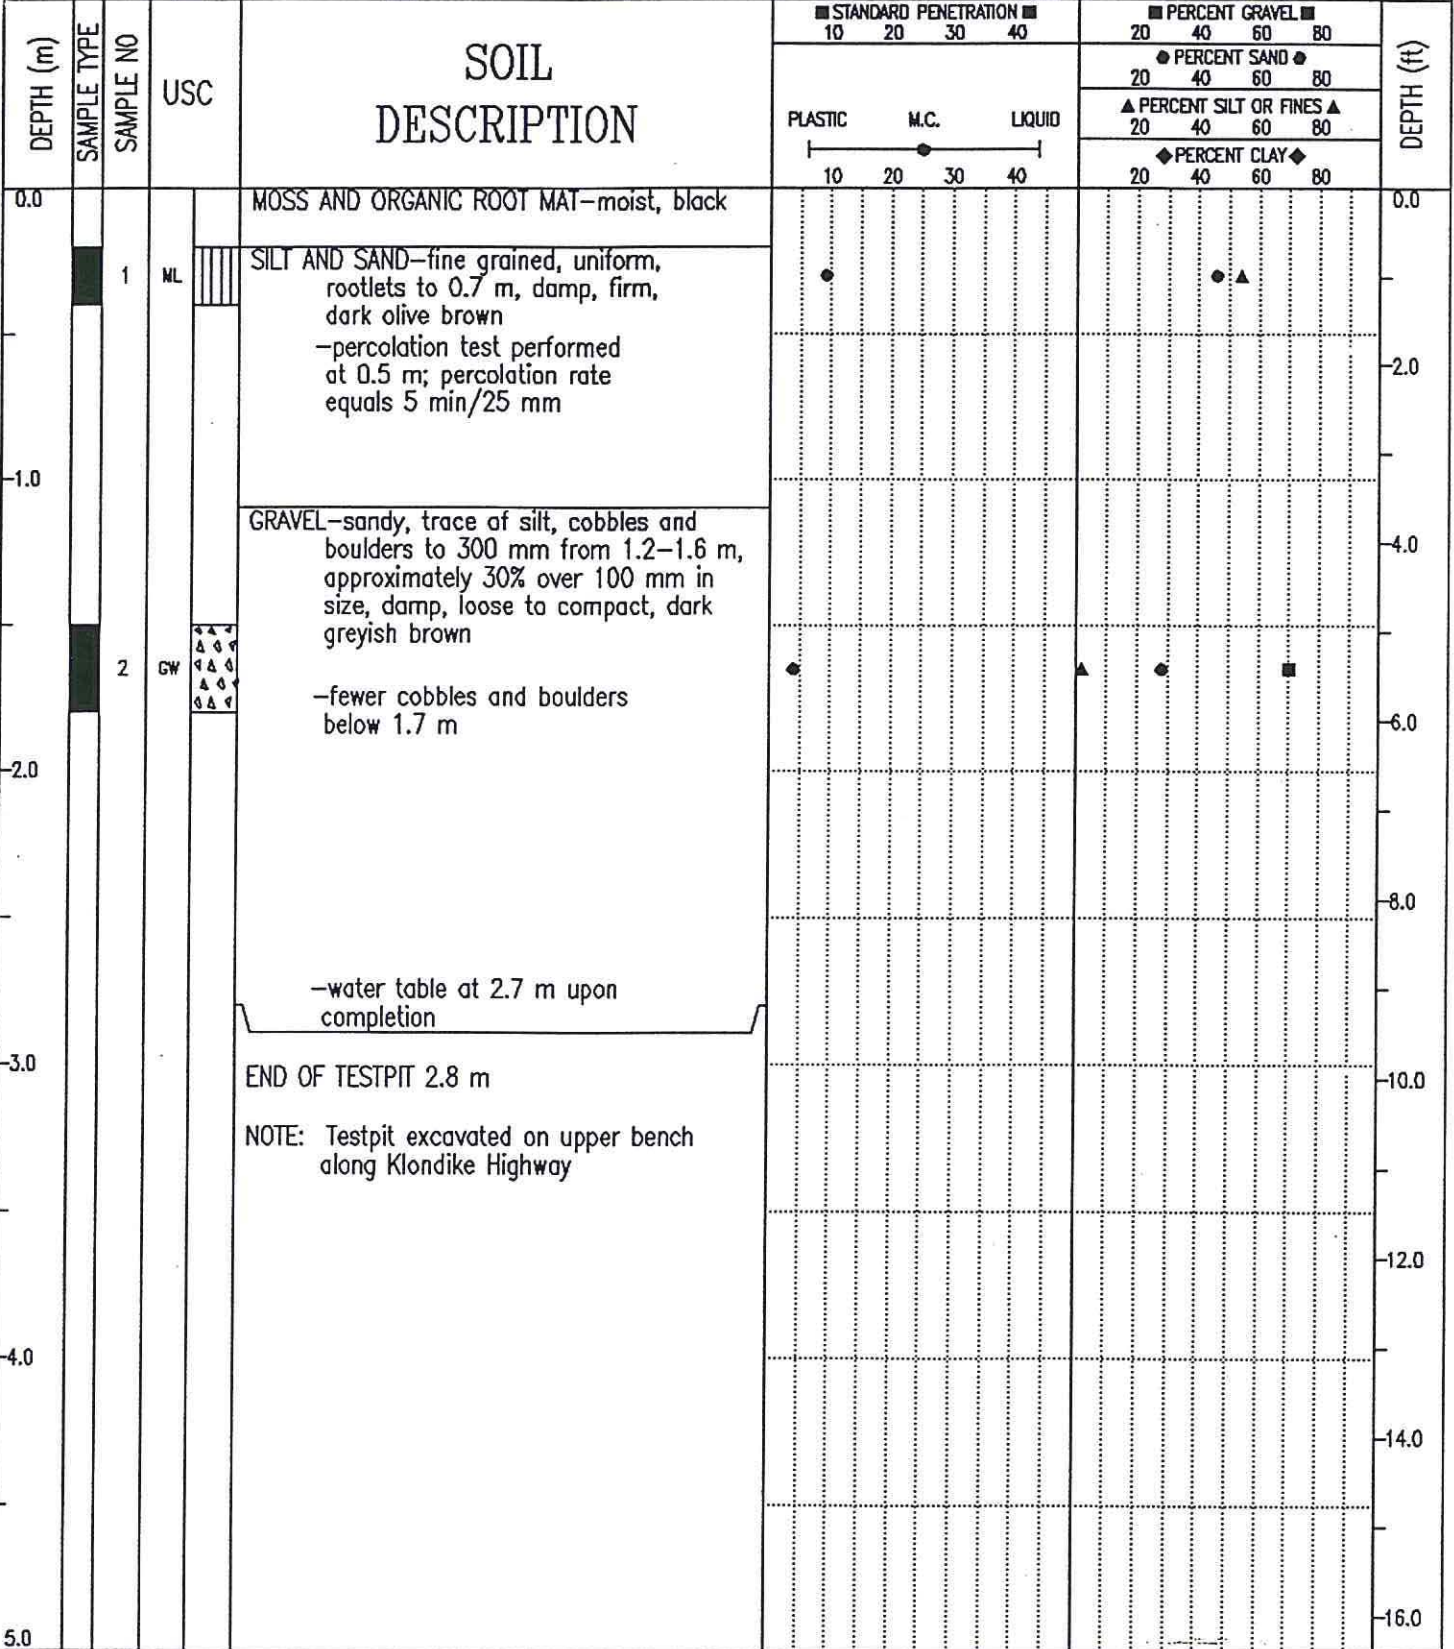 DEPTH (m)
SAMPLE TYPE
SAMPLE NO
USC
SOIL
DESCRIPTION
■ STANDARD PENETRATION ■
10 20 30 40
PLASTIC M.C. LIQUID
10 20 30 40
■ PERCENT GRAVEL ■
20 40 60 80
● PERCENT SAND ●
20 40 60 80
▲ PERCENT SILT OR FINES ▲
20 40 60 80
◆ PERCENT CLAY ◆
20 40 60 80
DEPTH (ft)
0.0
MOSS AND ORGANIC ROOT MAT-moist, black
0.0
1 ML
SILT AND SAND-fine grained, uniform,
rootlets to 0.7 m, damp, firm,
dark olive brown
-percolation test performed
at 0.5 m; percolation rate
equals 5 min/25 mm
2.0
1.0
GRAVEL-sandy, trace of silt, cobbles and
boulders to 300 mm from 1.2-1.6 m,
approximately 30% over 100 mm in
size, damp, loose to compact, dark
greyish brown
4.0
2 GW
-fewer cobbles and boulders
below 1.7 m
6.0
2.0
8.0
-water table at 2.7 m upon
completion
3.0
END OF TESTPIT 2.8 m
10.0
NOTE: Testpit excavated on upper bench
along Klondike Highway
12.0
4.0
14.0
16.0
5.0